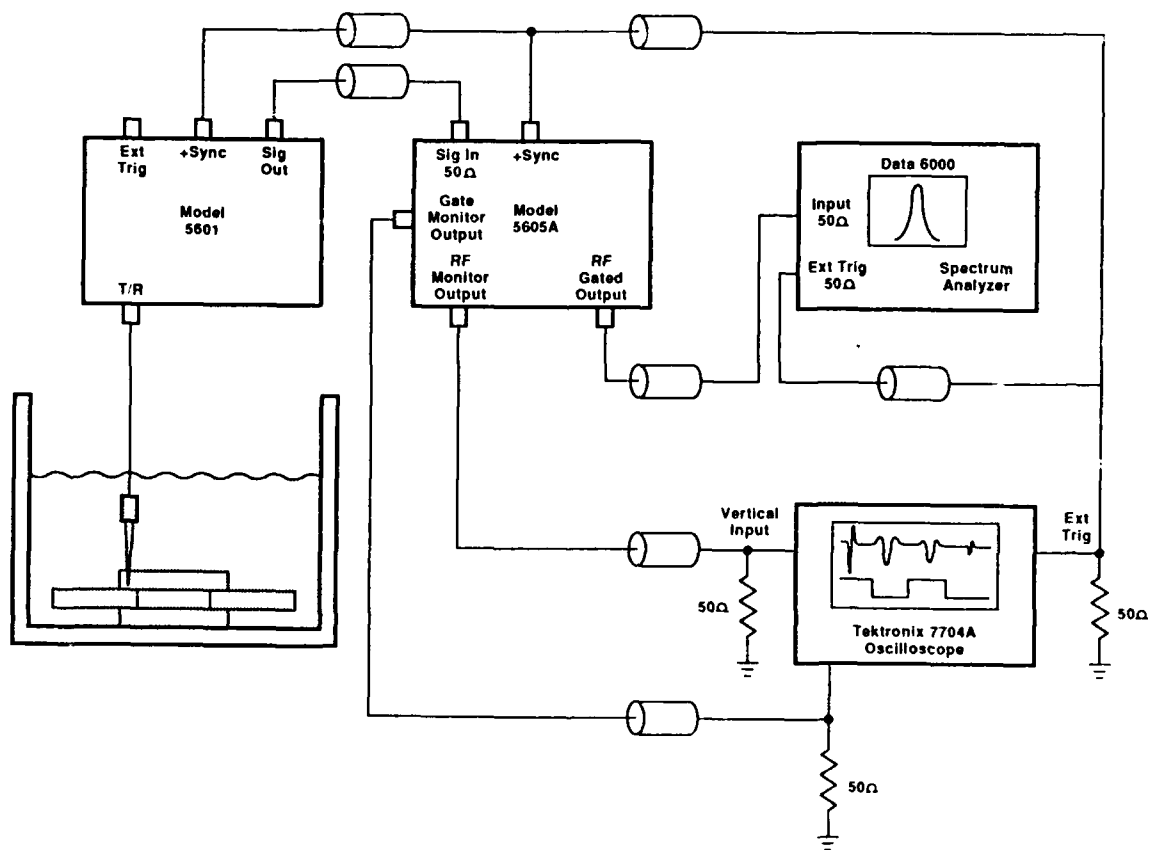 Ext
Trig
+Sync
Sig
Out
Model
5601
T/R
Sig In
50Ω
+Sync
Gate
Monitor
Output
Model
5605A
RF
Monitor
Output
RF
Gated
Output
Data 6000
Input
50Ω
Ext Trig
50Ω
Spectrum
Analyzer
Vertical
Input
Ext
Trig
50Ω
Tektronix 7704A
Oscilloscope
50Ω
50Ω